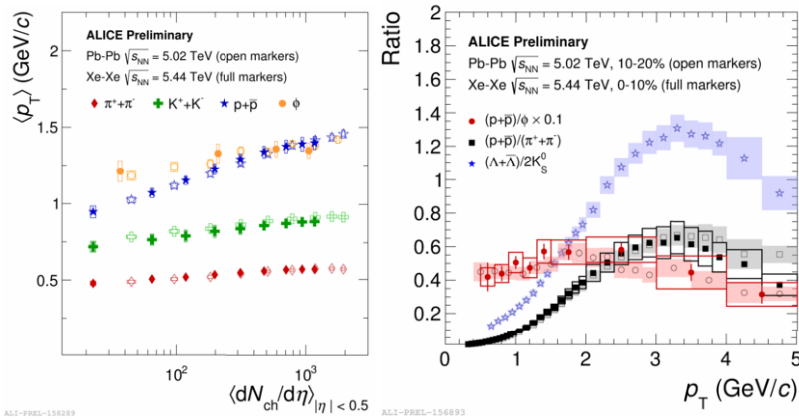 ALICE Preliminary
Pb-Pb √sNN = 5.02 TeV (open markers)
Xe-Xe √sNN = 5.44 TeV (full markers)
π⁺+π⁻ K⁺+K⁻ p+p̅ ϕ
⟨pT⟩ (GeV/c)
2
1.5
1
0.5
10² 10³
⟨dNch/dη⟩|η| < 0.5
ALI-PREL-156289
Ratio
2
1.8
1.6
1.4
1.2
1
0.8
0.6
0.4
0.2
ALICE Preliminary
Pb-Pb √sNN = 5.02 TeV, 10-20% (open markers)
Xe-Xe √sNN = 5.44 TeV, 0-10% (full markers)
(p+p̅)/ϕ × 0.1
(p+p̅)/(π⁺+π⁻)
(Λ+Λ̅)/2K⁰S
0 1 2 3 4 5
pT (GeV/c)
ALI-PREL-156893